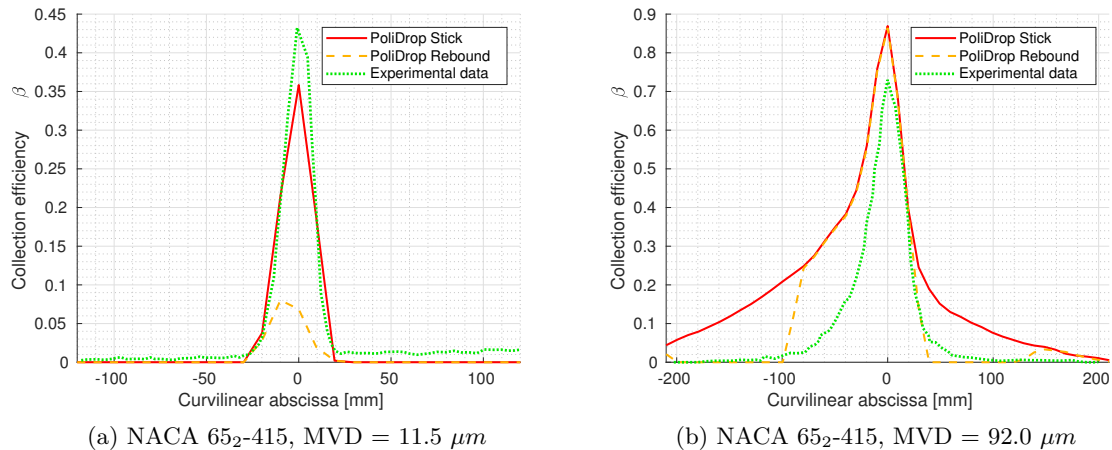 0.45
0.4
0.35
0.3
0.25
0.2
0.15
0.1
0.05
0
Collection efficiency β
-100 -50 0 50 100
Curvilinear abscissa [mm]
PoliDrop Stick
PoliDrop Rebound
Experimental data
(a) NACA 65₂-415, MVD = 11.5 μm
0.9
0.8
0.7
0.6
0.5
0.4
0.3
0.2
0.1
0
Collection efficiency β
-200 -100 0 100 200
Curvilinear abscissa [mm]
PoliDrop Stick
PoliDrop Rebound
Experimental data
(b) NACA 65₂-415, MVD = 92.0 μm